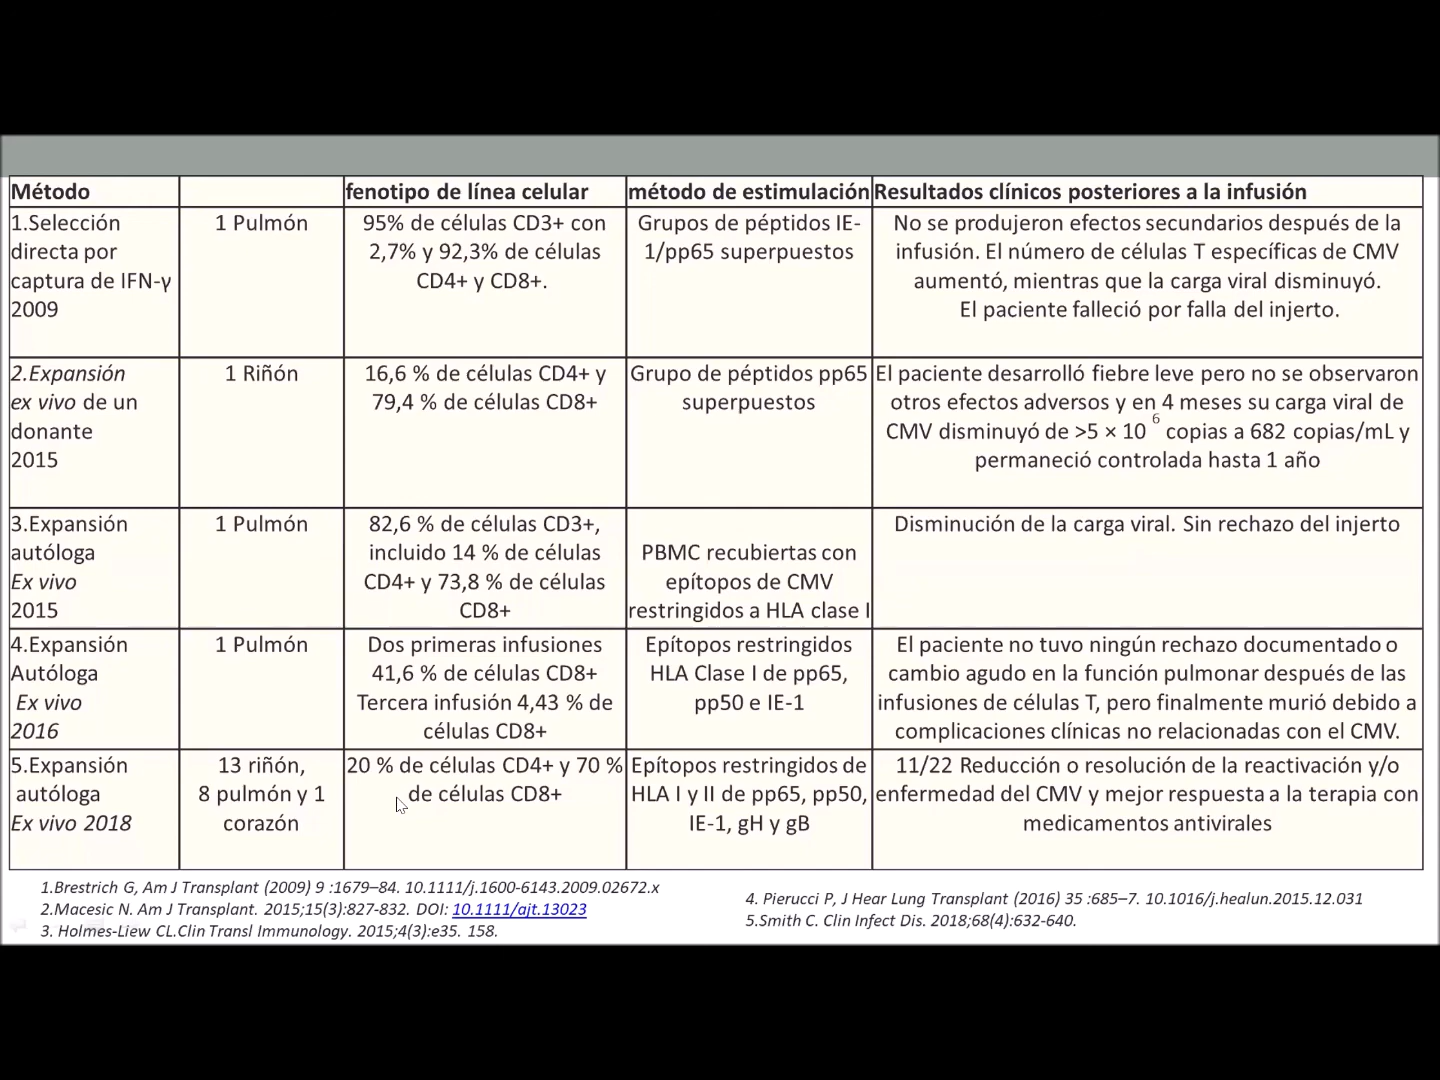 Método
fenotipo de línea celular
método de estimulación
Resultados clínicos posteriores a la infusión
1.Selección
directa por
captura de IFN-γ
2009
1 Pulmón
95% de células CD3+ con
2,7% y 92,3% de células
CD4+ y CD8+.
Grupos de péptidos IE-
1/pp65 superpuestos
No se produjeron efectos secundarios después de la
infusión. El número de células T específicas de CMV
aumentó, mientras que la carga viral disminuyó.
El paciente falleció por falla del injerto.
2.Expansión
ex vivo de un
donante
2015
1 Riñón
16,6 % de células CD4+ y
79,4 % de células CD8+
Grupo de péptidos pp65
superpuestos
El paciente desarrolló fiebre leve pero no se observaron
otros efectos adversos y en 4 meses su carga viral de
CMV disminuyó de >5 × 10 6 copias a 682 copias/mL y
permaneció controlada hasta 1 año
3.Expansión
autóloga
Ex vivo
2015
1 Pulmón
82,6 % de células CD3+,
incluido 14 % de células
CD4+ y 73,8 % de células
CD8+
PBMC recubiertas con
epítopos de CMV
restringidos a HLA clase I
Disminución de la carga viral. Sin rechazo del injerto
4.Expansión
Autóloga
Ex vivo
2016
1 Pulmón
Dos primeras infusiones
41,6 % de células CD8+
Tercera infusión 4,43 % de
células CD8+
Epítopos restringidos
HLA Clase I de pp65,
pp50 e IE-1
El paciente no tuvo ningún rechazo documentado o
cambio agudo en la función pulmonar después de las
infusiones de células T, pero finalmente murió debido a
complicaciones clínicas no relacionadas con el CMV.
5.Expansión
autóloga
Ex vivo 2018
13 riñón,
8 pulmón y 1
corazón
20 % de células CD4+ y 70 %
de células CD8+
Epítopos restringidos de
HLA I y II de pp65, pp50,
IE-1, gH y gB
11/22 Reducción o resolución de la reactivación y/o
enfermedad del CMV y mejor respuesta a la terapia con
medicamentos antivirales
1.Brestrich G, Am J Transplant (2009) 9 :1679–84. 10.1111/j.1600-6143.2009.02672.x
2.Macesic N. Am J Transplant. 2015;15(3):827-832. DOI: 10.1111/ajt.13023
3. Holmes-Liew CL.Clin Transl Immunology. 2015;4(3):e35. 158.
4. Pierucci P, J Hear Lung Transplant (2016) 35 :685–7. 10.1016/j.healun.2015.12.031
5.Smith C. Clin Infect Dis. 2018;68(4):632-640.